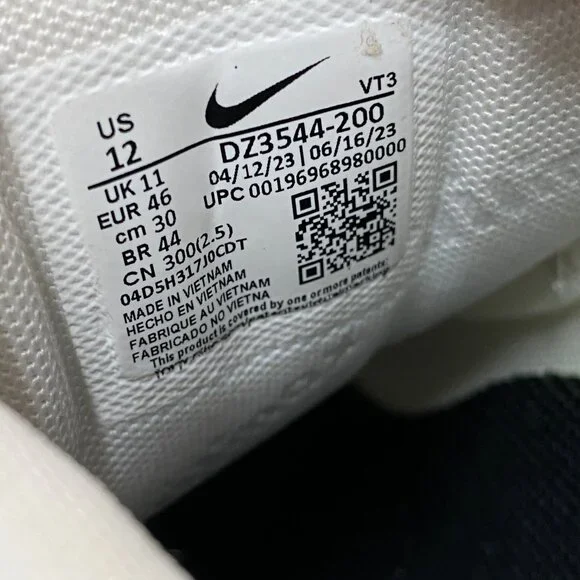 VT3
US
12
DZ3544-200
04/12/23 | 06/16/23
UPC 00196968980000
UK 11
EUR 46
cm 30
BR 44
CN 300(2.5)
04D5H317J0CDT
MADE IN VIETNAM
HECHO EN VIETNAM
FABRIQUE AU VIETNAM
FABRICADO NO VIETNA
This product is covered by one or more patents: